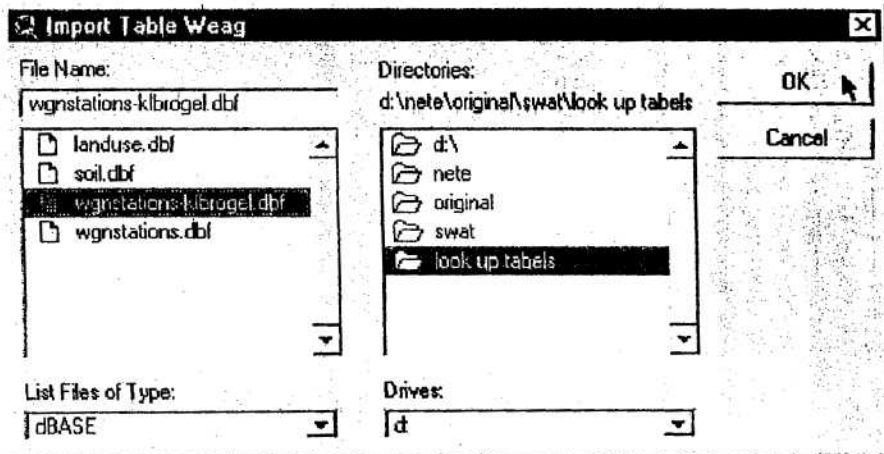 Import Table Weag
File Name:
wgnstations-klbrogel.dbf
landuse.dbf
soil.dbf
wgnstations-klbrogel.dbf
wgnstations.dbf
List Files of Type:
dBASE
Directories:
d:\nete\original\swat\look up tabels
d:\
nete
original
swat
look up tabels
Drives:
d:
OK
Cancel